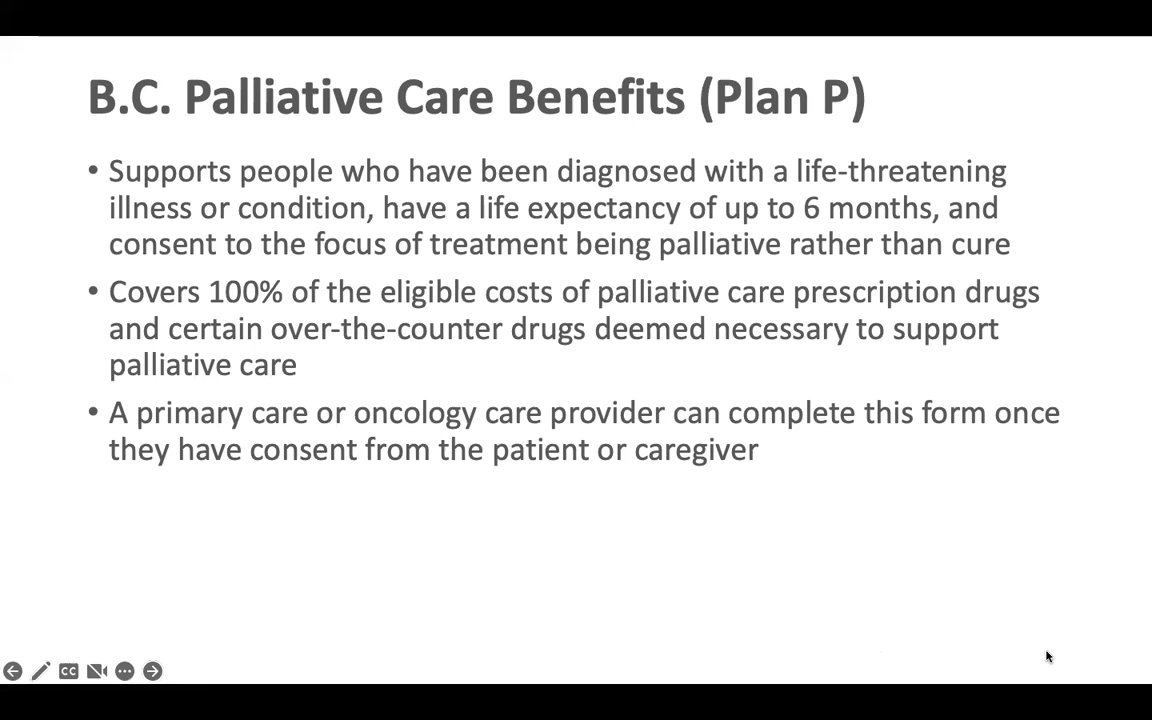 B.C. Palliative Care Benefits (Plan P)
• Supports people who have been diagnosed with a life-threatening
illness or condition, have a life expectancy of up to 6 months, and
consent to the focus of treatment being palliative rather than cure
• Covers 100% of the eligible costs of palliative care prescription drugs
and certain over-the-counter drugs deemed necessary to support
palliative care
• A primary care or oncology care provider can complete this form once
they have consent from the patient or caregiver
CC